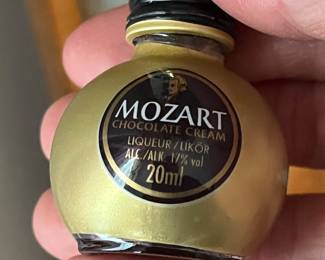 MOZART
CHOCOLATE CREAM
LIQUEUR/LIKÖR
ALC./ALK. 17% vol
20ml